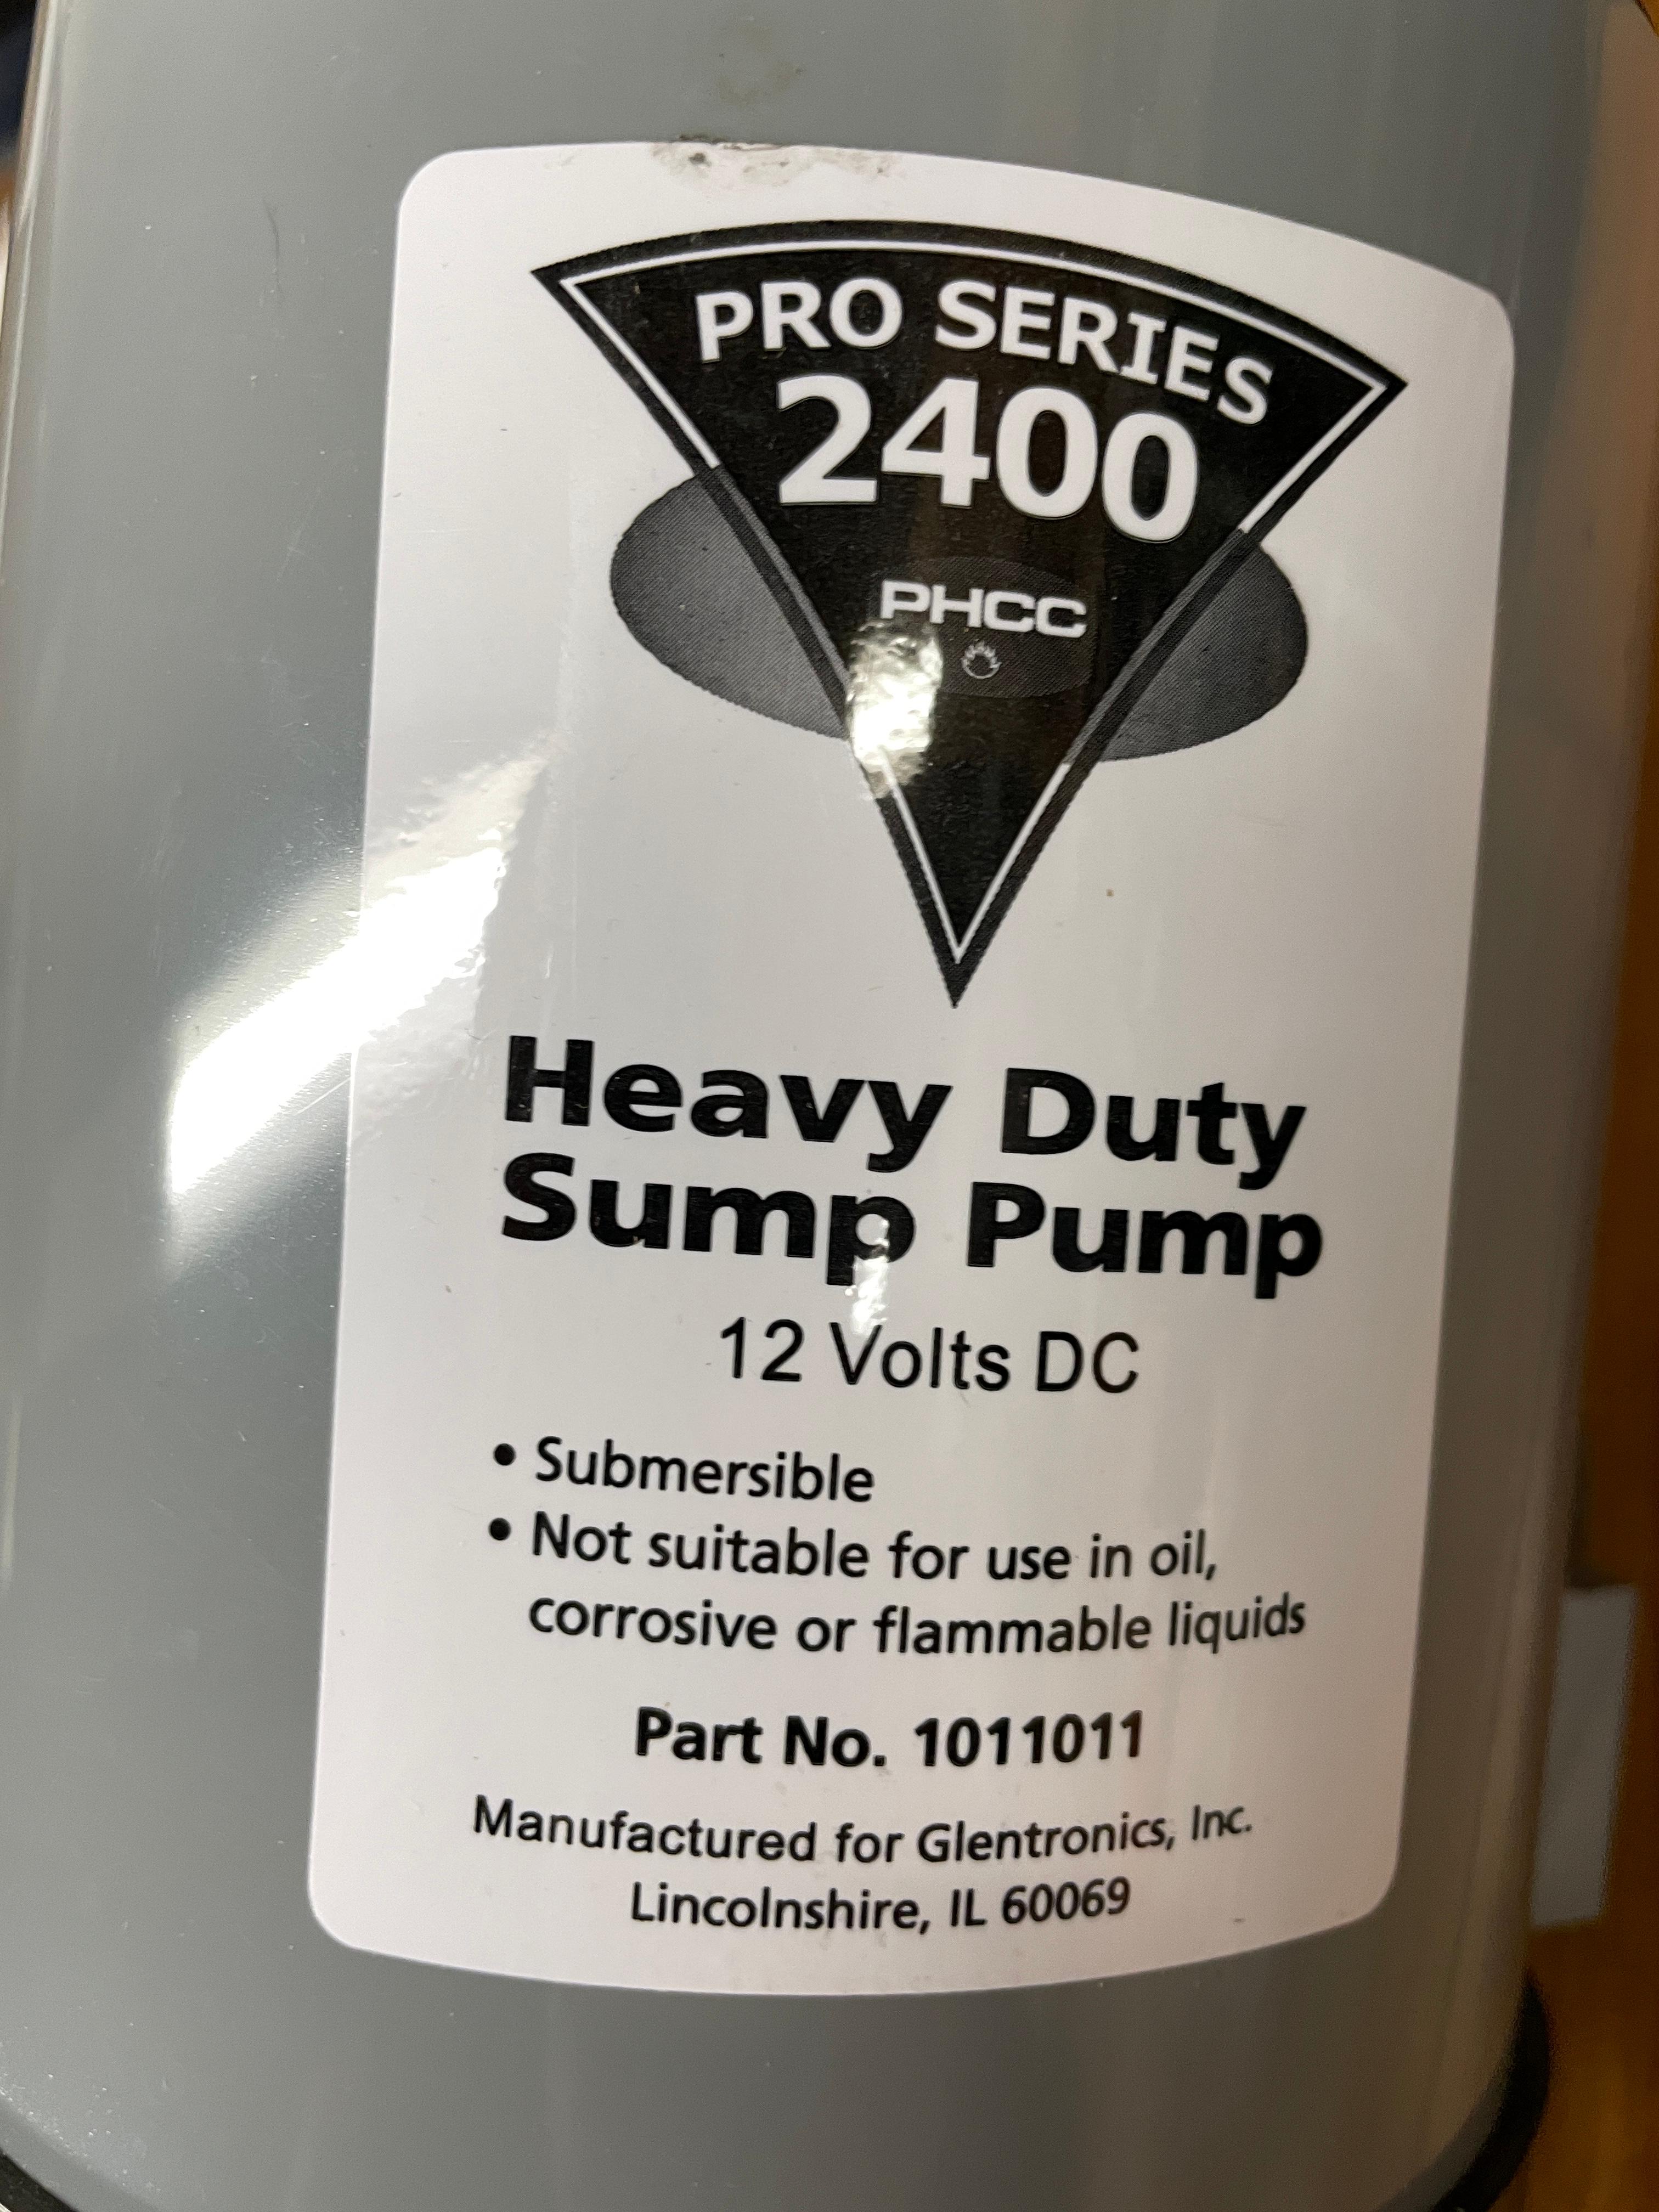 PRO SERIES
2400
PHCC
Heavy Duty
Sump Pump
12 Volts DC
• Submersible
• Not suitable for use in oil,
corrosive or flammable liquids
Part No. 1011011
Manufactured for Glentronics, Inc.
Lincolnshire, IL 60069